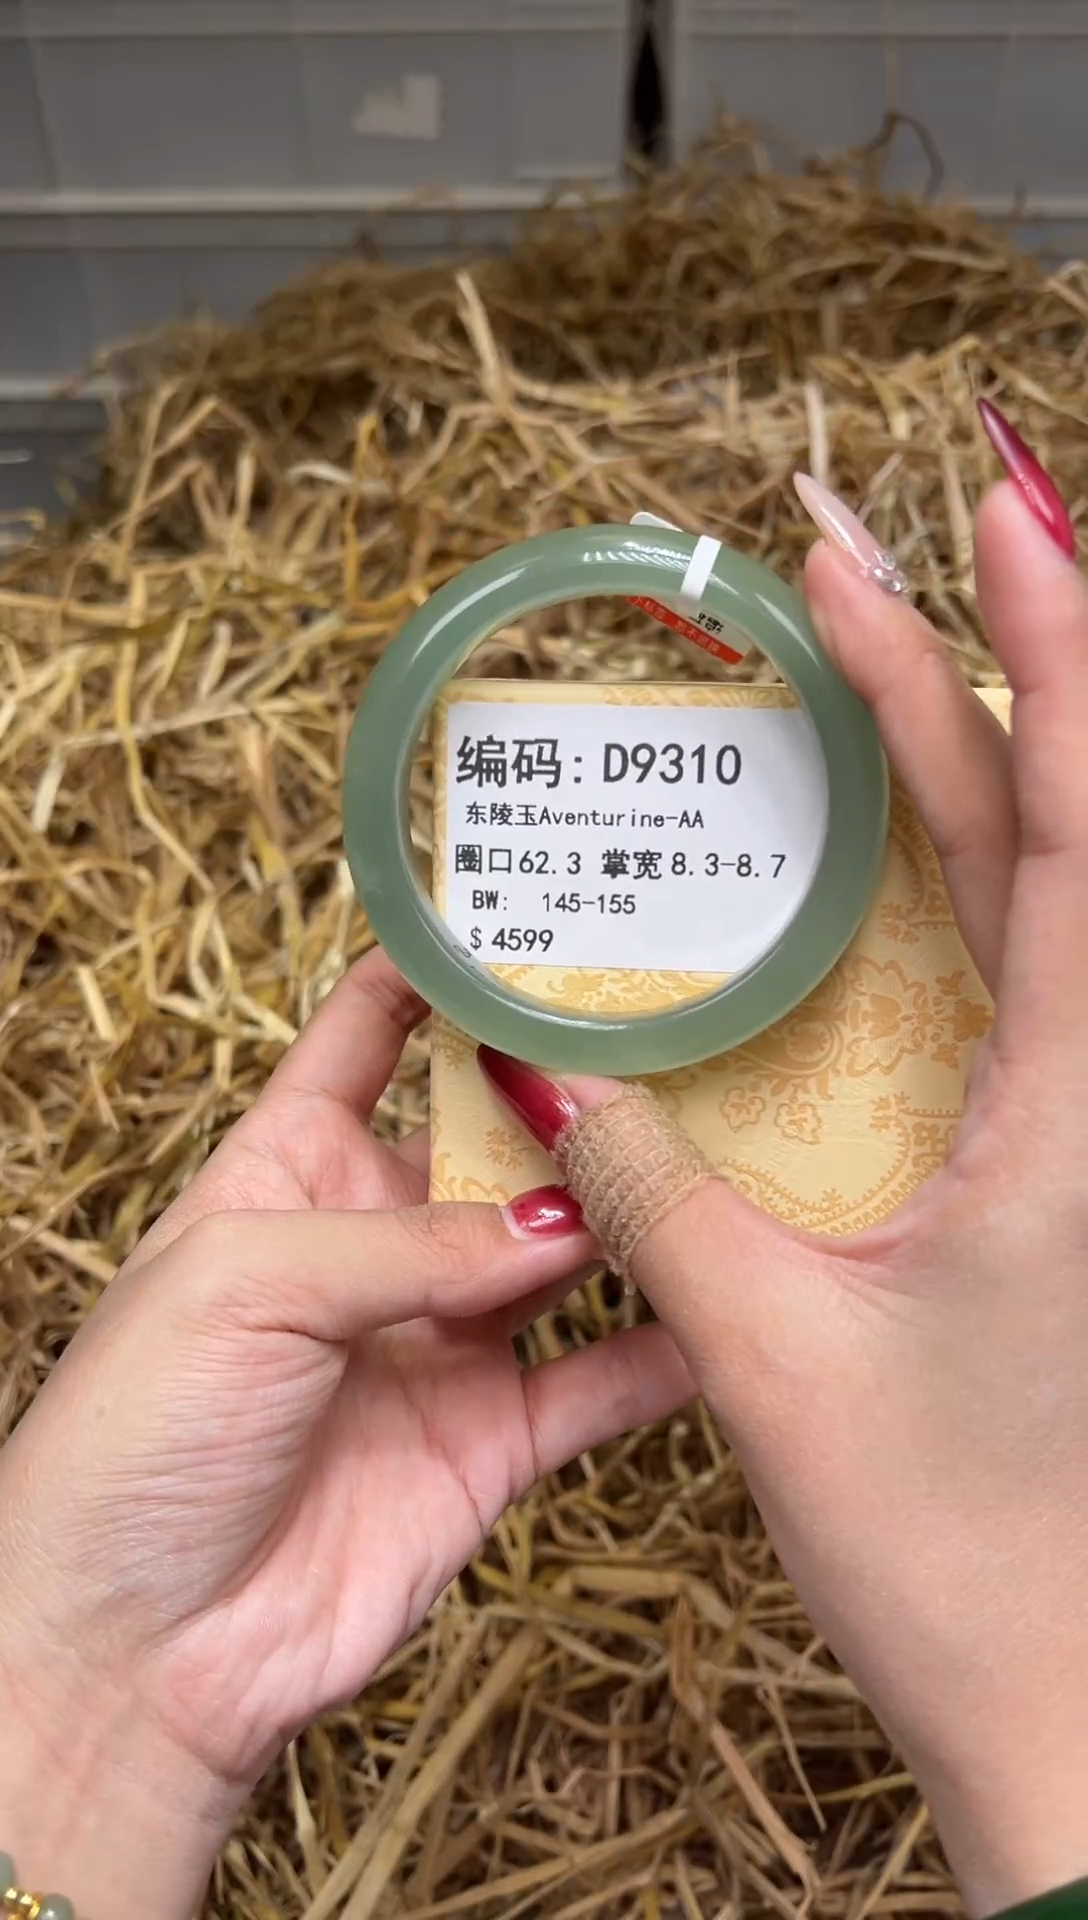 编码: D9310
东陵玉Aventurine-AA
圈口62.3 掌宽8.3-8.7
BW: 145-155
$4599